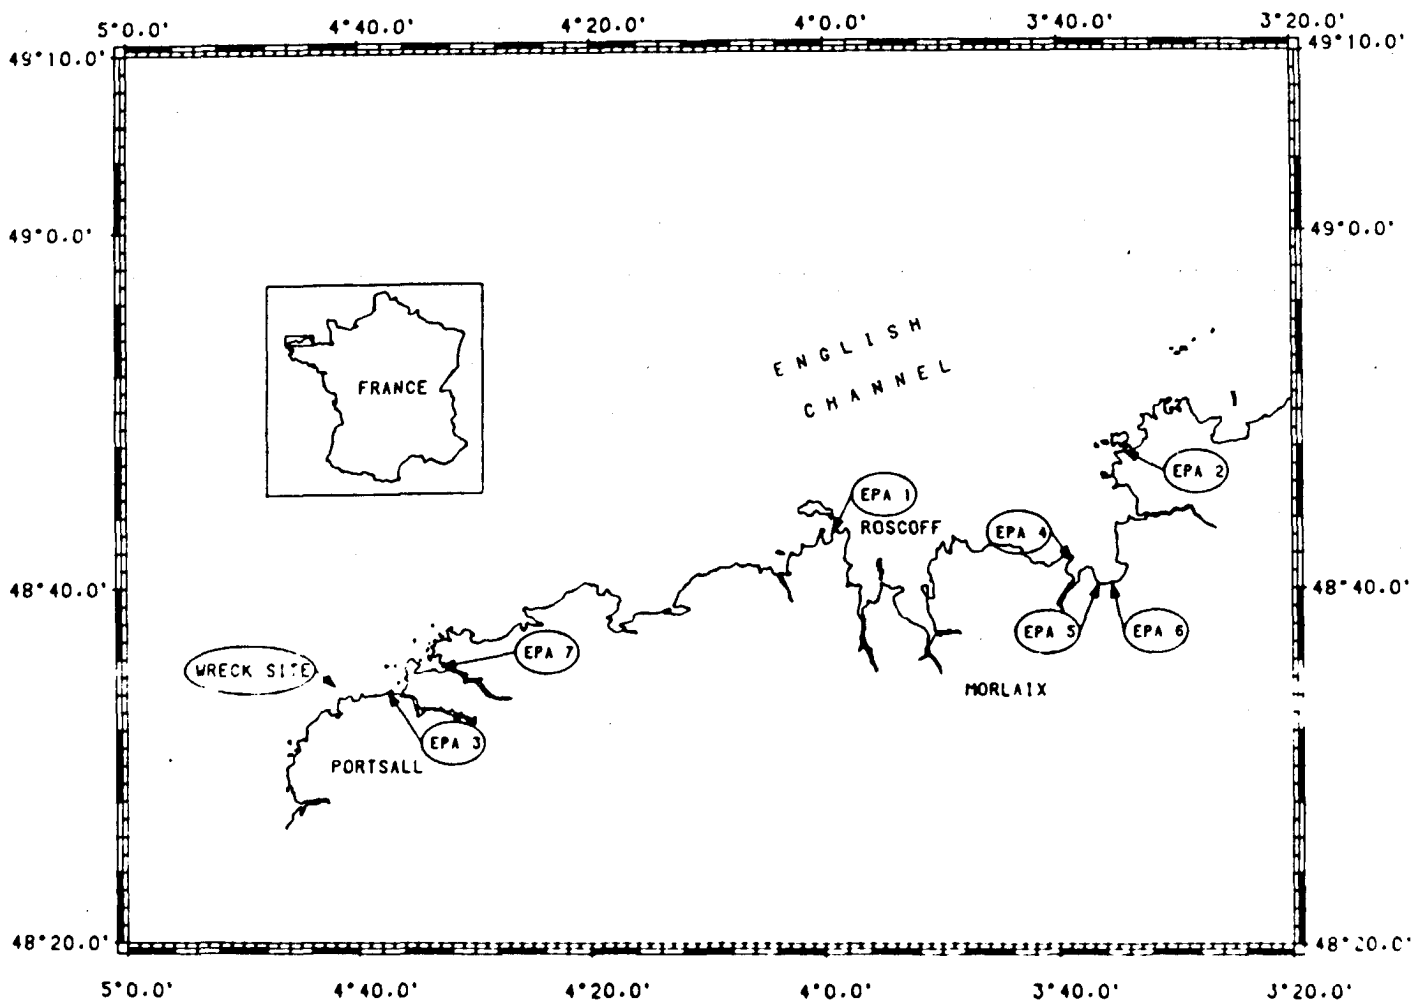 5°0.0' 4°40.0' 4°20.0' 4°0.0' 3°40.0' 3°20.0'
49°10.0' 49°10.0'
49°0.0' 49°0.0'
ENGLISH
CHANNEL
FRANCE
EPA 2
EPA 1
ROSCOFF
EPA 4
48°40.0' 48°40.0'
EPA 5 EPA 6
EPA 7
WRECK SITE
MORLAIX
EPA 3
PORTSALL
48°20.0' 48°20.0'
5°0.0' 4°40.0' 4°20.0' 4°0.0' 3°40.0' 3°20.0'